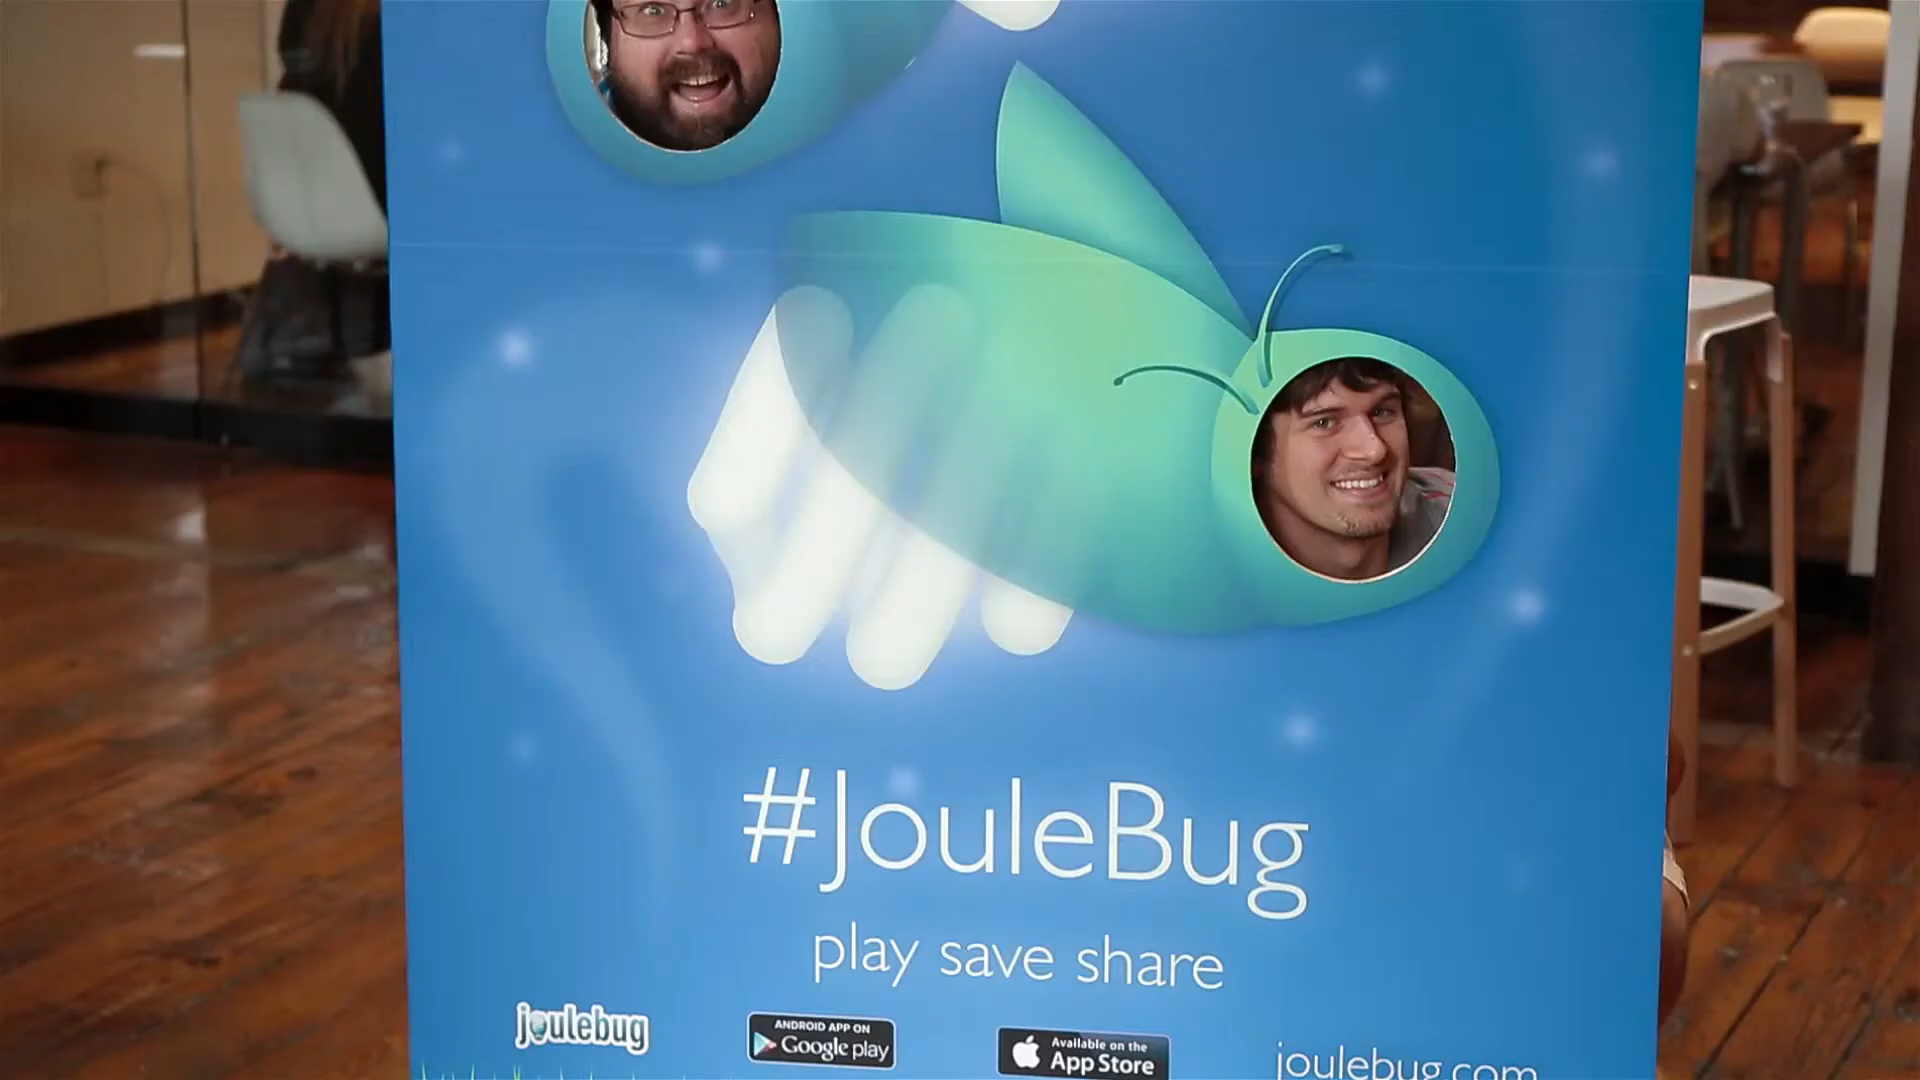 #JouleBug
play save share
joulebug
ANDROID APP ON
Google play
Available on the
App Store
joulebug.com